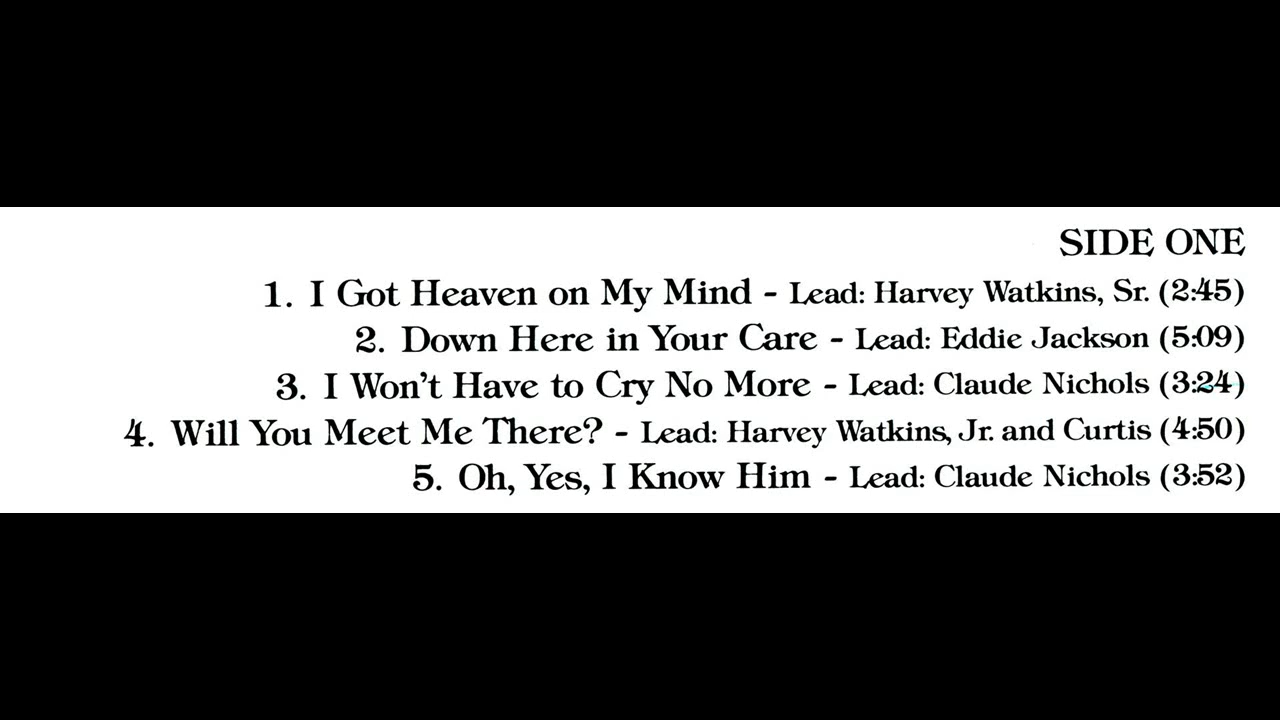 SIDE ONE
1. I Got Heaven on My Mind - Lead: Harvey Watkins, Sr. (2:45)
2. Down Here in Your Care - Lead: Eddie Jackson (5:09)
3. I Won't Have to Cry No More - Lead: Claude Nichols (3:24)
4. Will You Meet Me There? - Lead: Harvey Watkins, Jr. and Curtis (4:50)
5. Oh, Yes, I Know Him - Lead: Claude Nichols (3:52)